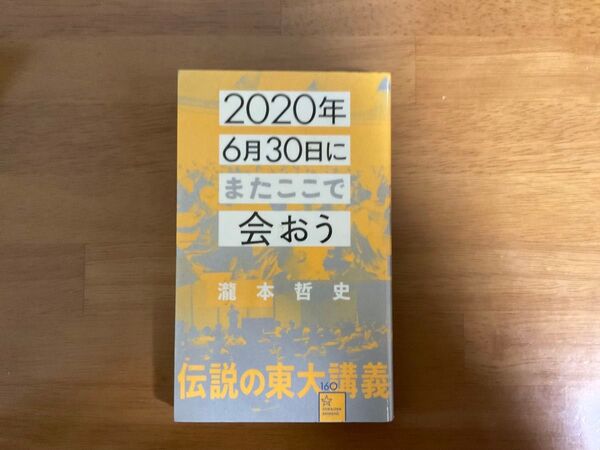 2020年
6月30日に
またここで
会おう
瀧本哲史
伝説の東大講義
160